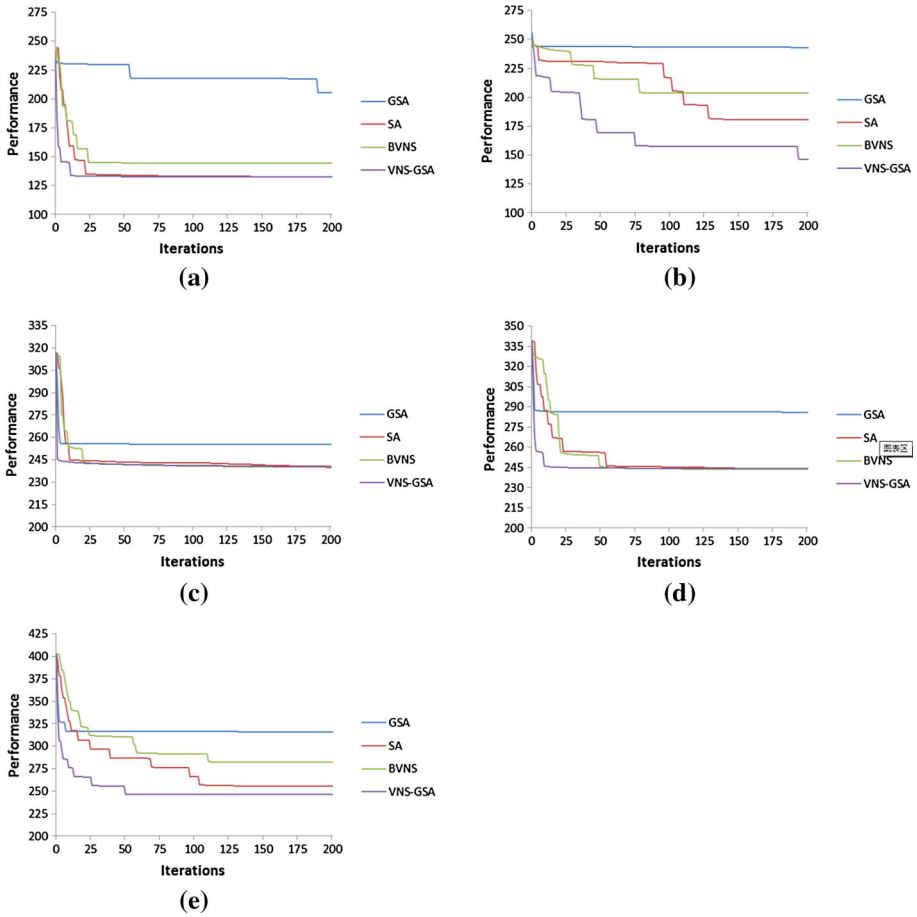 275
250
225
200
175
150
125
100
Performance
0 25 50 75 100 125 150 175 200
Iterations
GSA
SA
BVNS
VNS-GSA
(a)
275
250
225
200
175
150
125
100
Performance
0 25 50 75 100 125 150 175 200
Iterations
GSA
SA
BVNS
VNS-GSA
(b)
335
320
305
290
275
260
245
230
215
200
Performance
0 25 50 75 100 125 150 175 200
Iterations
GSA
SA
BVNS
VNS-GSA
(c)
350
335
320
305
290
275
260
245
230
215
200
Performance
0 25 50 75 100 125 150 175 200
Iterations
GSA
SA
图表区
BVNS
VNS-GSA
(d)
425
400
375
350
325
300
275
250
225
200
Performance
0 25 50 75 100 125 150 175 200
Iterations
GSA
SA
BVNS
VNS-GSA
(e)